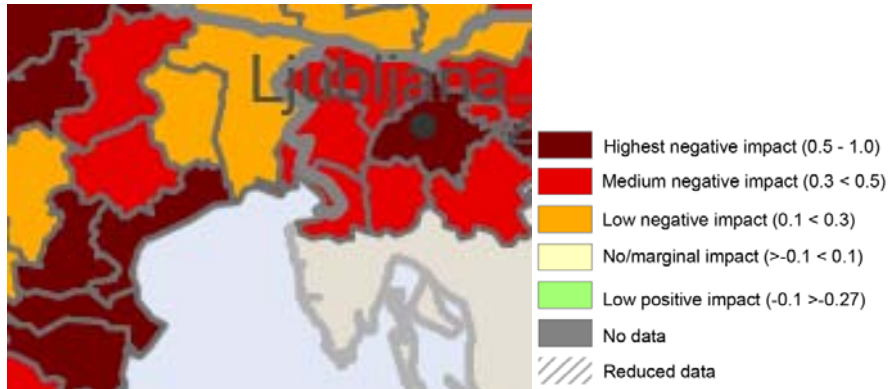 Ljubljana
Highest negative impact (0.5 - 1.0)
Medium negative impact (0.3 < 0.5)
Low negative impact (0.1 < 0.3)
No/marginal impact (>-0.1 < 0.1)
Low positive impact (-0.1 >-0.27)
No data
Reduced data